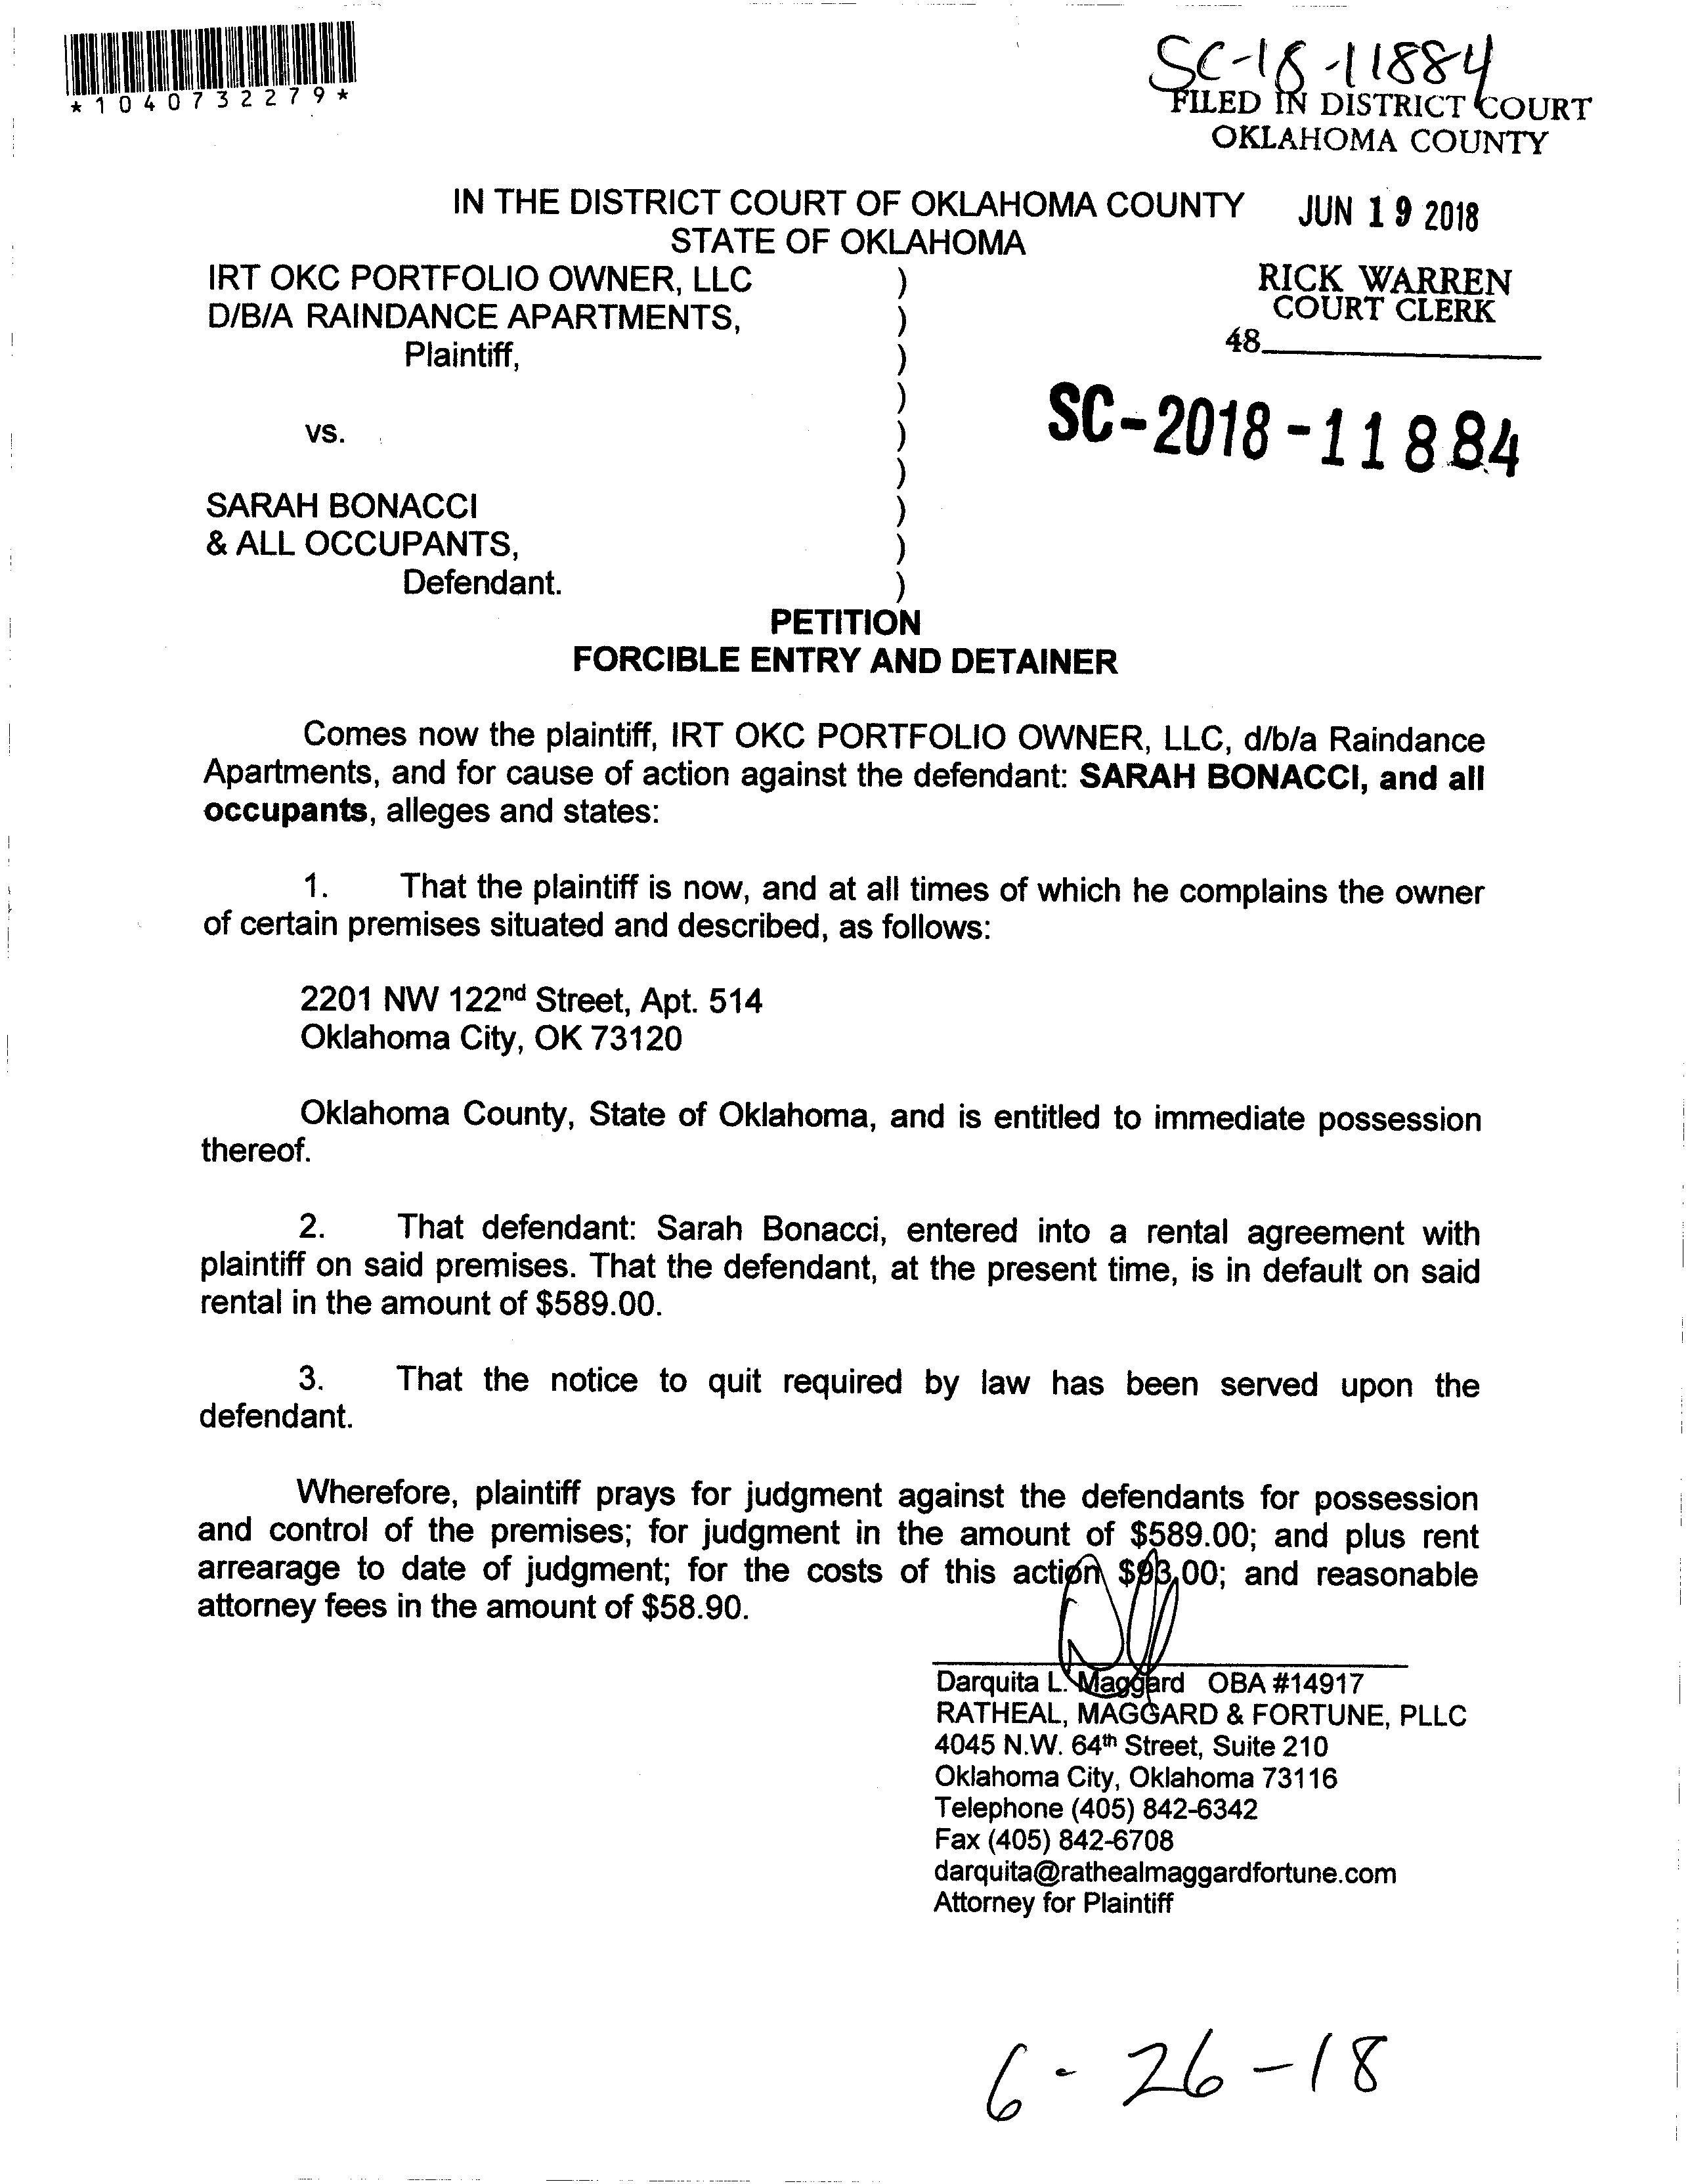 *1040732279*
SC-18-11884
FILED IN DISTRICT COURT
OKLAHOMA COUNTY
IN THE DISTRICT COURT OF OKLAHOMA COUNTY
JUN 19 2018
STATE OF OKLAHOMA
IRT OKC PORTFOLIO OWNER, LLC )
RICK WARREN
D/B/A RAINDANCE APARTMENTS, )
COURT CLERK
Plaintiff, )
48
)
SC-2018-11884
vs. )
)
SARAH BONACCI )
& ALL OCCUPANTS, )
Defendant. )
PETITION
FORCIBLE ENTRY AND DETAINER
Comes now the plaintiff, IRT OKC PORTFOLIO OWNER, LLC, d/b/a Raindance
Apartments, and for cause of action against the defendant: SARAH BONACCI, and all
occupants, alleges and states:
1. That the plaintiff is now, and at all times of which he complains the owner
of certain premises situated and described, as follows:
2201 NW 122nd Street, Apt. 514
Oklahoma City, OK 73120
Oklahoma County, State of Oklahoma, and is entitled to immediate possession
thereof.
2. That defendant: Sarah Bonacci, entered into a rental agreement with
plaintiff on said premises. That the defendant, at the present time, is in default on said
rental in the amount of $589.00.
3. That the notice to quit required by law has been served upon the
defendant.
Wherefore, plaintiff prays for judgment against the defendants for possession
and control of the premises; for judgment in the amount of $589.00; and plus rent
arrearage to date of judgment; for the costs of this action $93.00; and reasonable
attorney fees in the amount of $58.90.
Darquita L. Maggard OBA #14917
RATHEAL, MAGGARD & FORTUNE, PLLC
4045 N.W. 64th Street, Suite 210
Oklahoma City, Oklahoma 73116
Telephone (405) 842-6342
Fax (405) 842-6708
darquita@rathealmaggardfortune.com
Attorney for Plaintiff
6-26-18